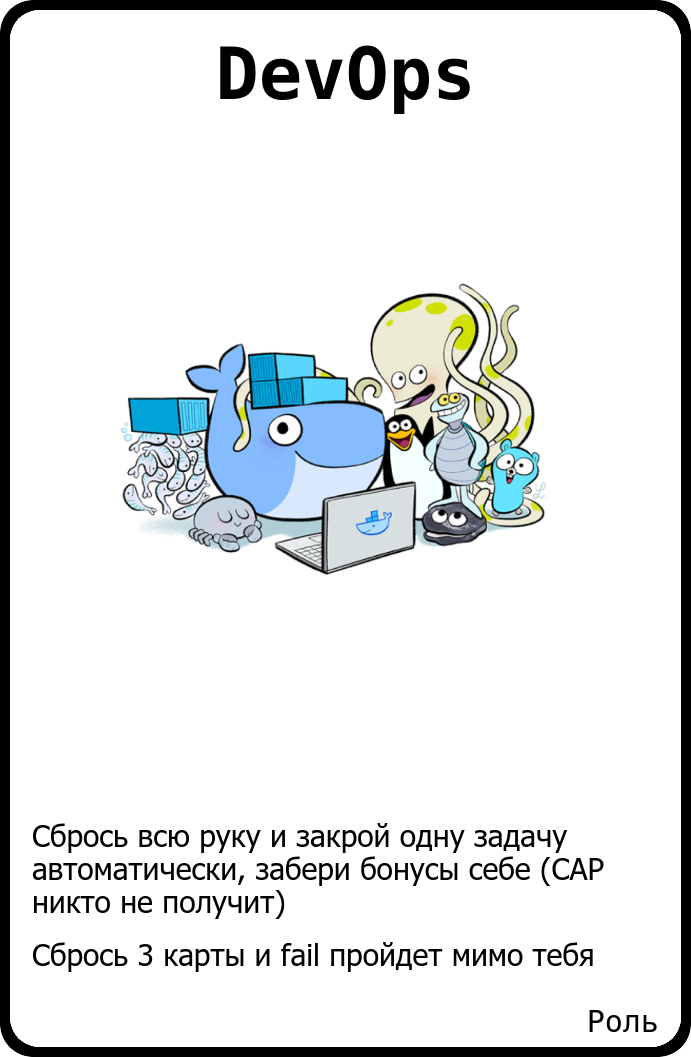 DevOps
Сбрось всю руку и закрой одну задачу
автоматически, забери бонусы себе (CAP
никто не получит)
Сбрось 3 карты и fail пройдет мимо тебя
Роль